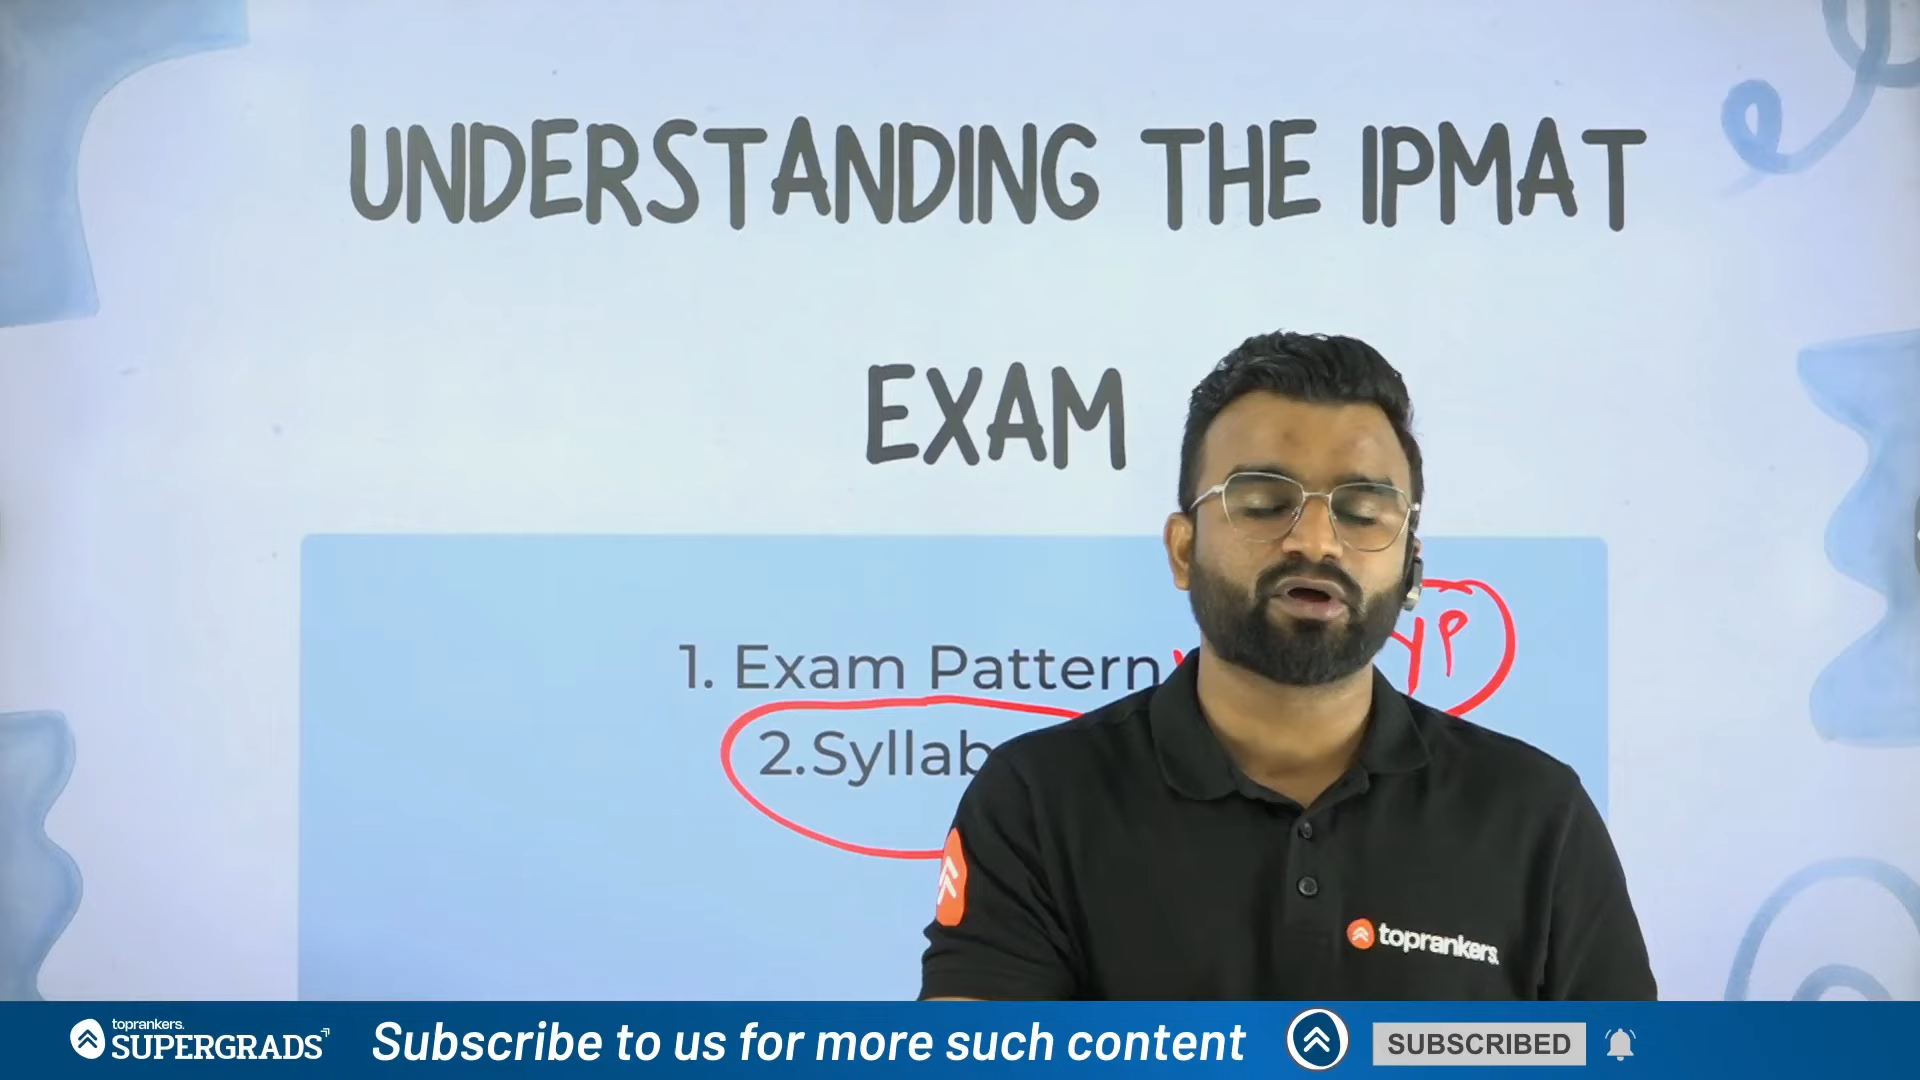 UNDERSTANDING THE IPMAT
EXAM
1. Exam Pattern
YP
2.Syllab
toprankers.
toprankers.
SUPERGRADS
Subscribe to us for more such content
SUBSCRIBED